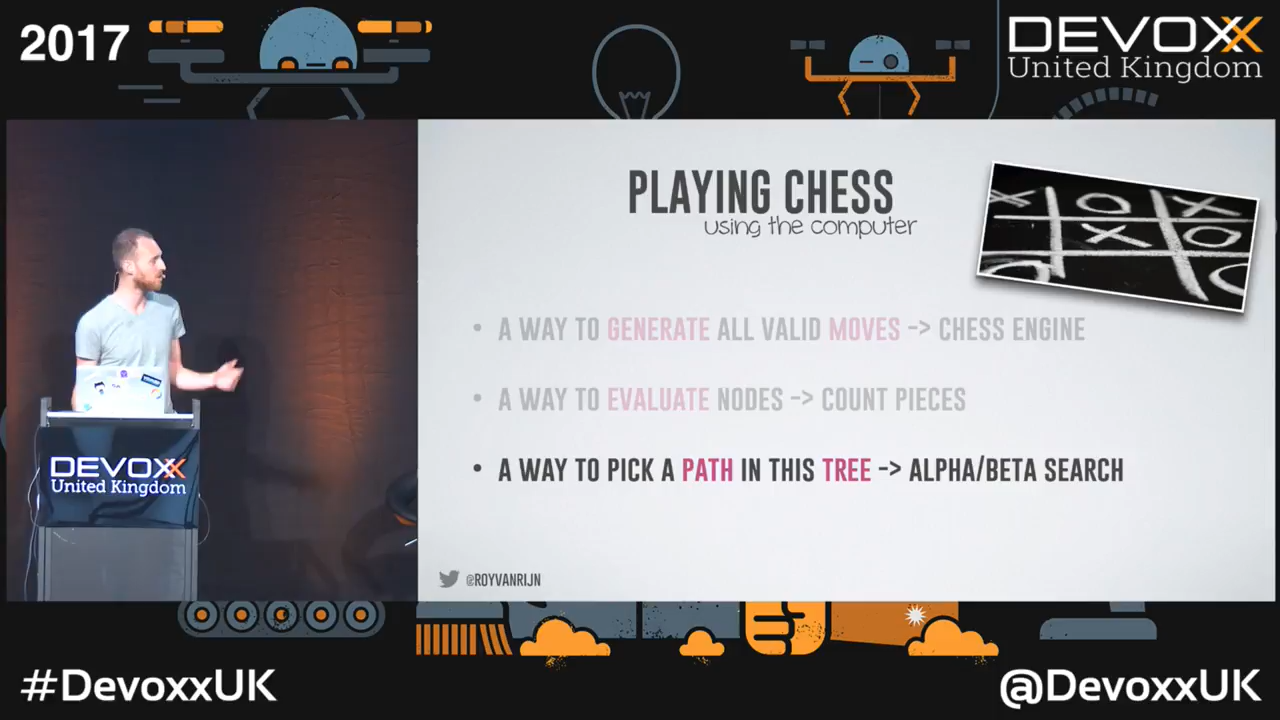 2017
DEVOXX
United Kingdom
PLAYING CHESS
using the computer
X O X
X O
O O
• A WAY TO GENERATE ALL VALID MOVES -> CHESS ENGINE
• A WAY TO EVALUATE NODES -> COUNT PIECES
• A WAY TO PICK A PATH IN THIS TREE -> ALPHA/BETA SEARCH
@ROYVANRIJN
DEVOXX
United Kingdom
#DevoxxUK
@DevoxxUK